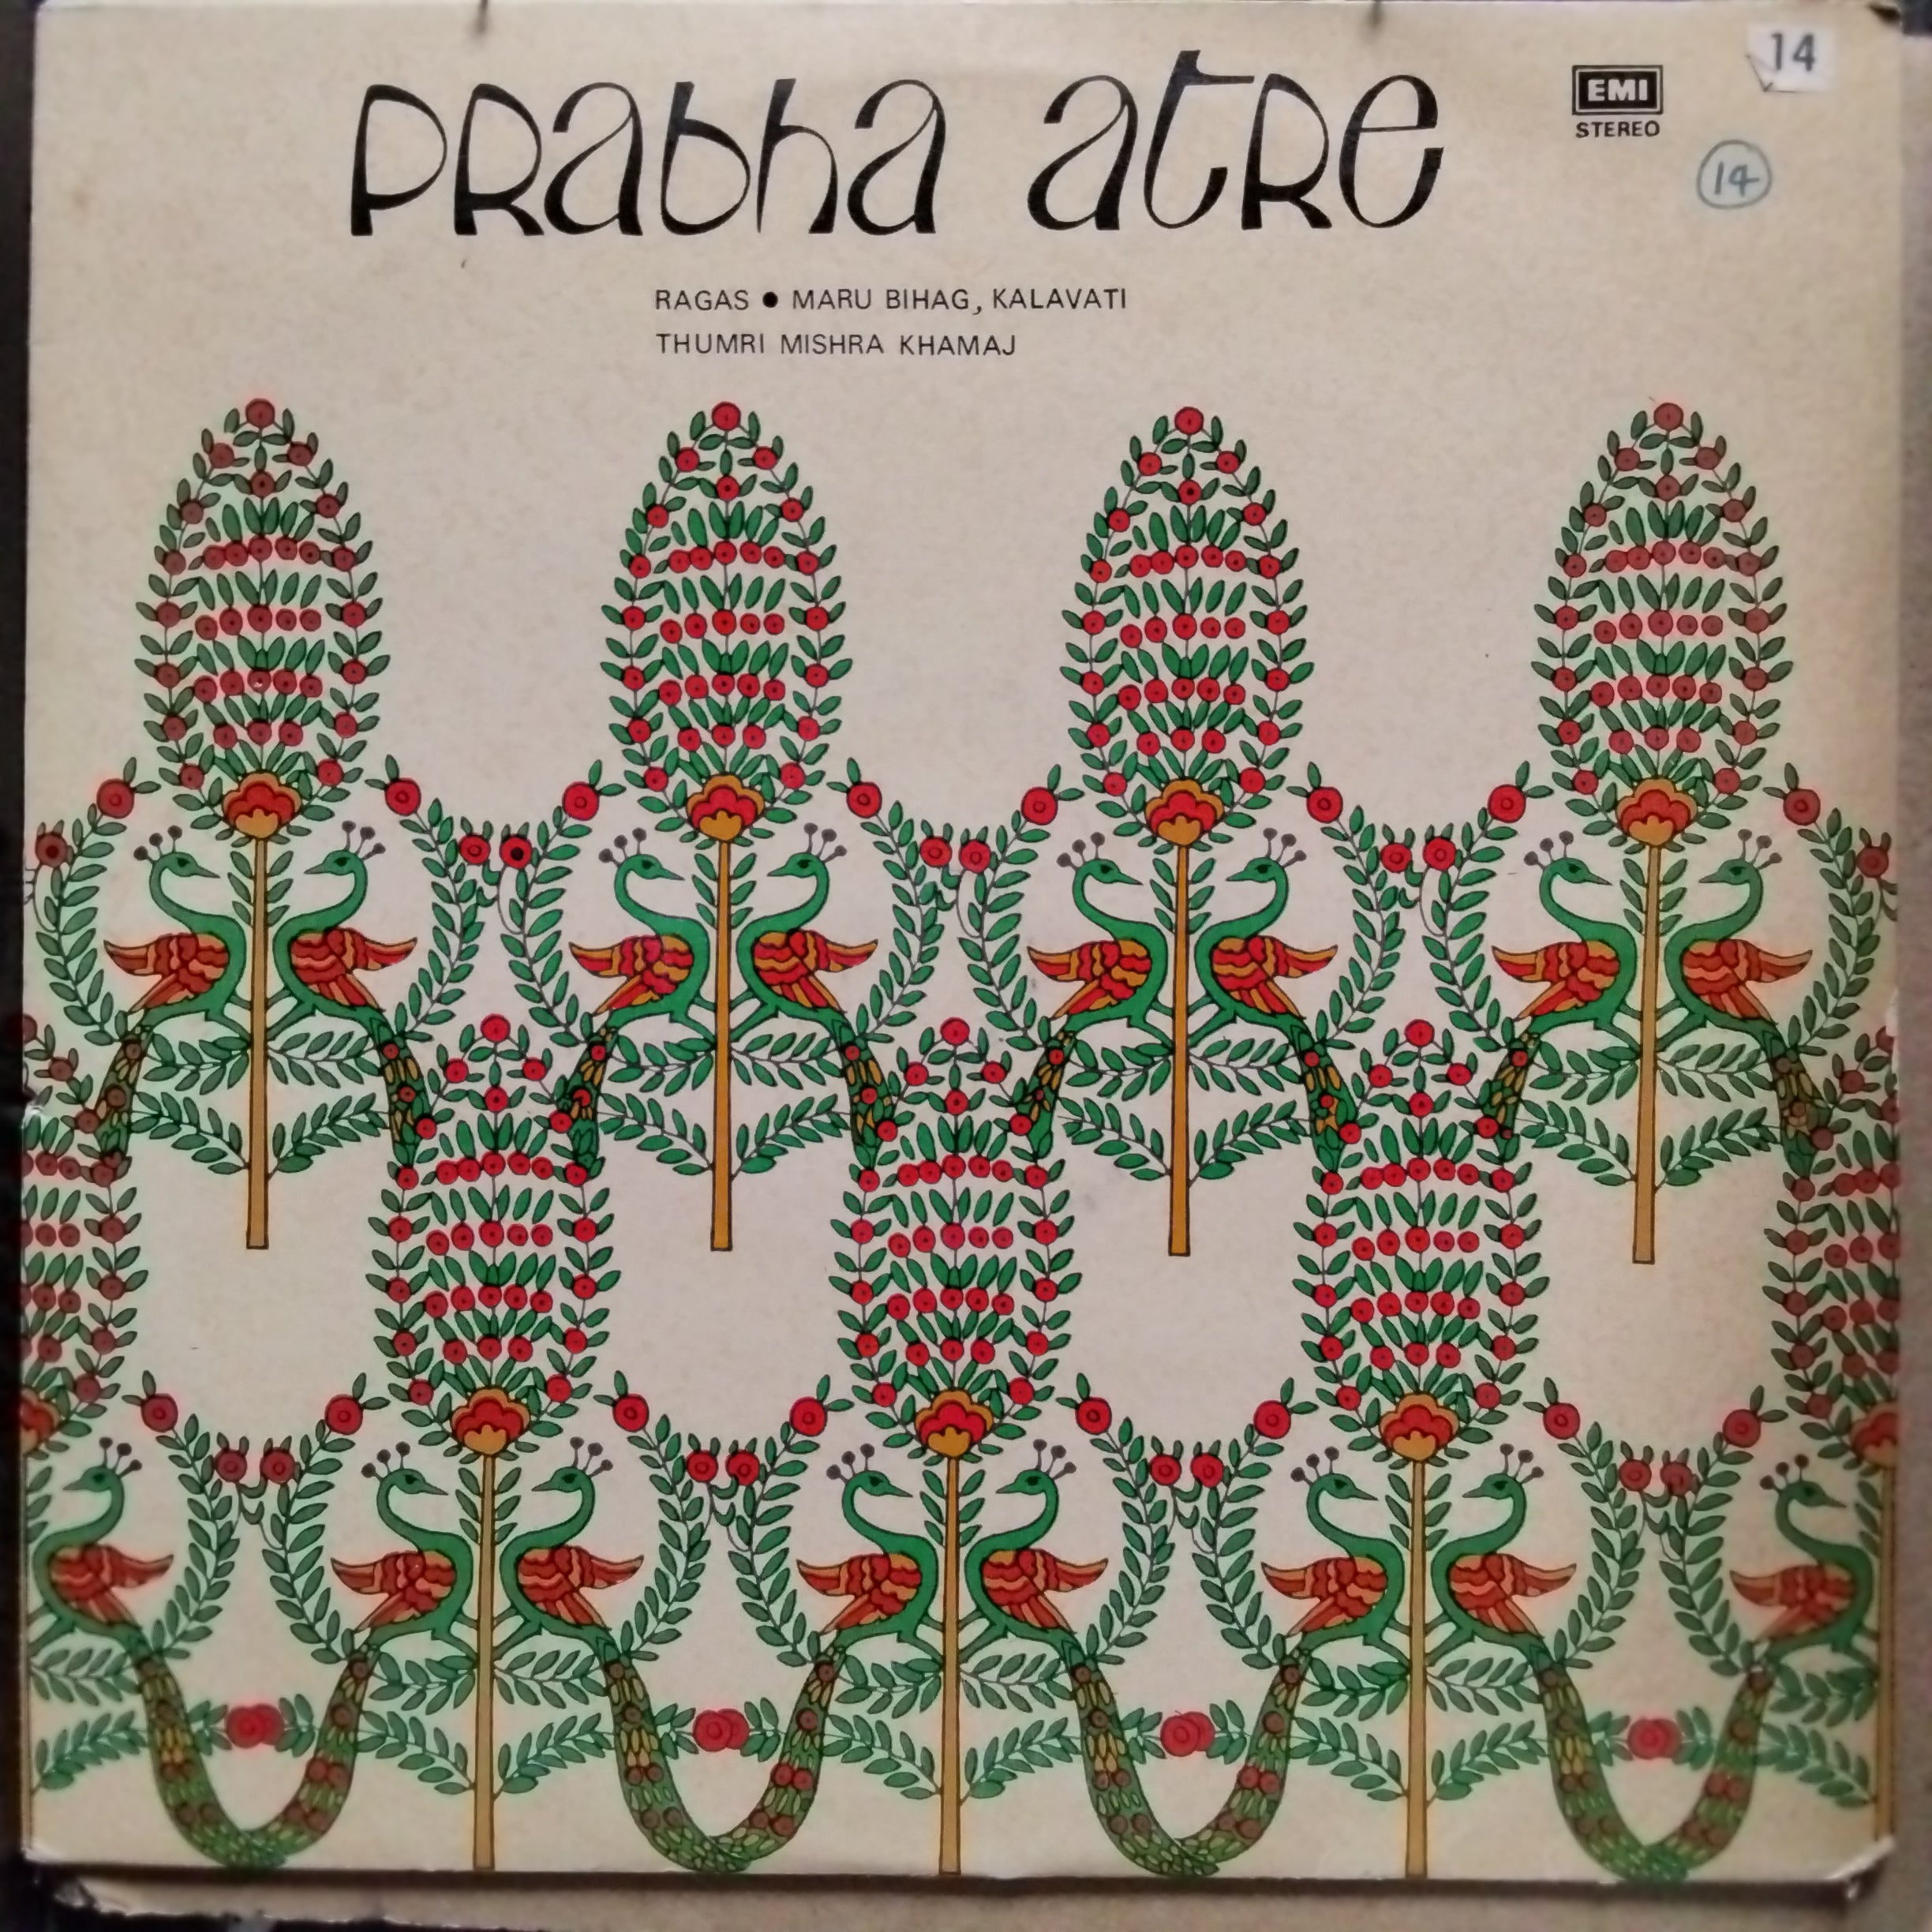 PRabha atRe
EMI
STEREO
14
14
RAGAS ● MARU BIHAG, KALAVATI
THUMRI MISHRA KHAMAJ